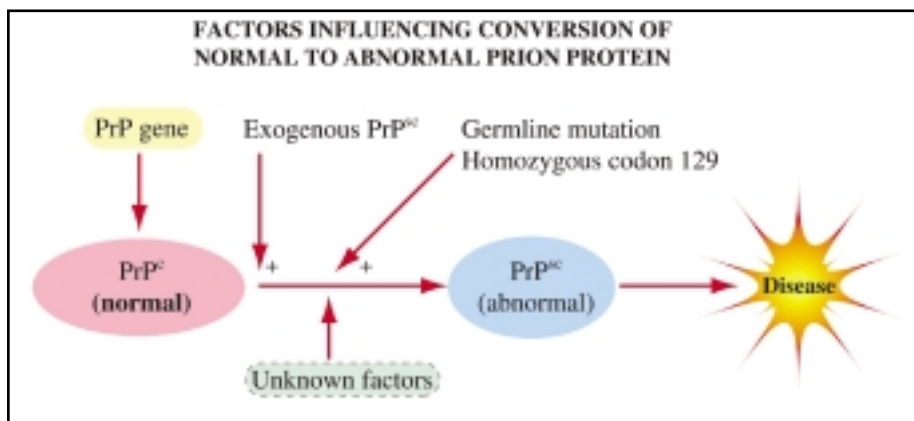 FACTORS INFLUENCING CONVERSION OF
NORMAL TO ABNORMAL PRION PROTEIN
PrP gene
Exogenous PrPˢᶜ
Germline mutation
Homozygous codon 129
+
+
PrPᶜ
(normal)
PrPˢᶜ
(abnormal)
Disease
Unknown factors